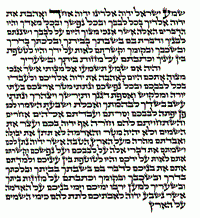 שמע ישראל יהוה אלהינו יהוה אחד ואהבת את
יהוה אלהיך בכל לבבך ובכל נפשך ובכל מאדך והיו
הדברים האלה אשר אנכי מצוך היום על לבבך ושננתם
לבניך ודברת בם בשבתך בביתך ובלכתך בדרך
ובשכבך ובקומך וקשרתם לאות על ידך והיו לטטפת
בין עיניך וכתבתם על מזזות ביתך ובשעריך
והיה אם שמע תשמעו אל מצותי אשר אנכי
מצוה אתכם היום לאהבה את יהוה אלהיכם ולעבדו
בכל לבבכם ובכל נפשכם ונתתי מטר ארצכם בעתו
יורה ומלקוש ואספת דגנך ותירשך ויצהרך ונתתי
עשב בשדך לבהמתך ואכלת ושבעת השמרו לכם
פן יפתה לבבכם וסרתם ועבדתם אלהים אחרים
והשתחויתם להם וחרה אף יהוה בכם ועצר את
השמים ולא יהיה מטר והאדמה לא תתן את יבולה
ואבדתם מהרה מעל הארץ הטבה אשר יהוה נתן לכם
ושמתם את דברי אלה על לבבכם ועל נפשכם וקשרתם
אתם לאות על ידכם והיו לטוטפת בין עיניכם ולמדתם
אתם את בניכם לדבר בם בשבתך בביתך ובלכתך
בדרך ובשכבך ובקומך וכתבתם על מזוזות ביתך
ובשעריך למען ירבו ימיכם וימי בניכם על האדמה
אשר נשבע יהוה לאבתיכם לתת להם כימי השמים
על הארץ